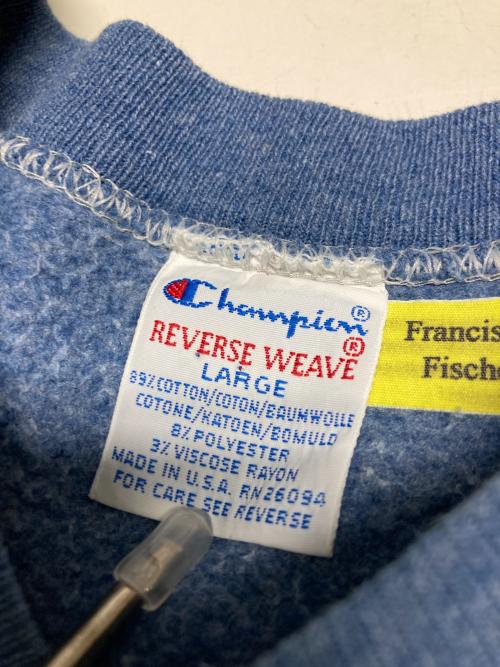 Champion®
REVERSE WEAVE®
LARGE
89% COTTON/COTON/BAUMWOLLE
COTONE/KATOEN/BOMULD
8% POLYESTER
3% VISCOSE RAYON
MADE IN U.S.A. RN26094
FOR CARE SEE REVERSE
Francis
Fische